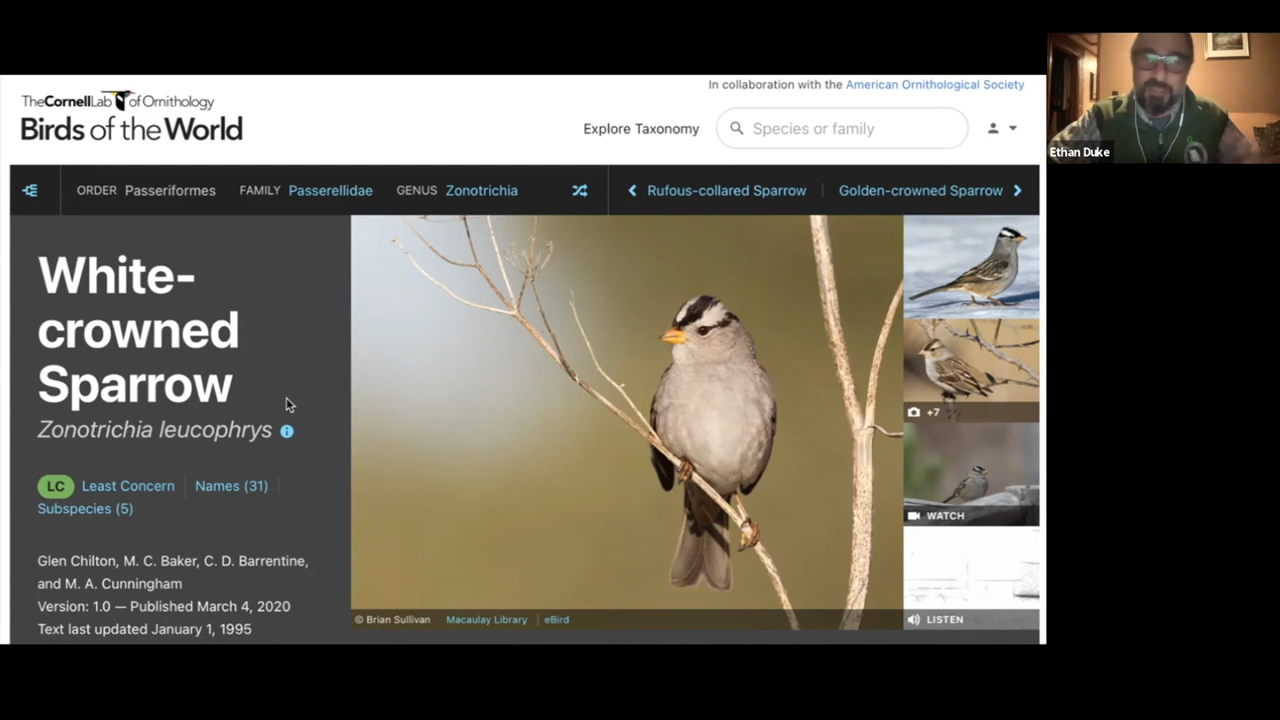 In collaboration with the American Ornithological Society
TheCornellLab of Ornithology
Birds of the World
Explore Taxonomy
Species or family
Ethan Duke
ORDER Passeriformes FAMILY Passerellidae GENUS Zonotrichia
Rufous-collared Sparrow
Golden-crowned Sparrow
White-
crowned
Sparrow
Zonotrichia leucophrys
LC Least Concern Names (31)
Subspecies (5)
Glen Chilton, M. C. Baker, C. D. Barrentine,
and M. A. Cunningham
Version: 1.0 — Published March 4, 2020
Text last updated January 1, 1995
© Brian Sullivan Macaulay Library eBird
+7
WATCH
LISTEN